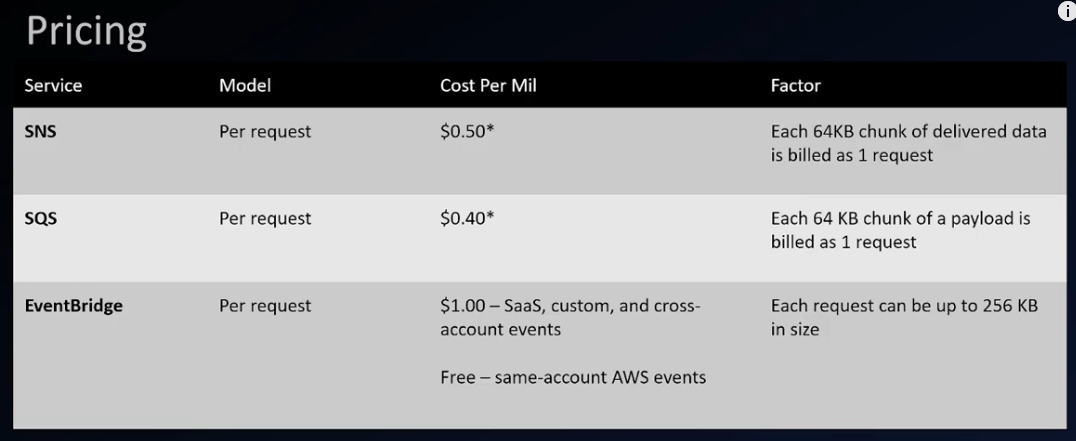 Pricing
Service Model Cost Per Mil Factor
SNS Per request $0.50* Each 64KB chunk of delivered data
is billed as 1 request
SQS Per request $0.40* Each 64 KB chunk of a payload is
billed as 1 request
EventBridge Per request $1.00 – SaaS, custom, and cross- Each request can be up to 256 KB
account events in size
Free – same-account AWS events